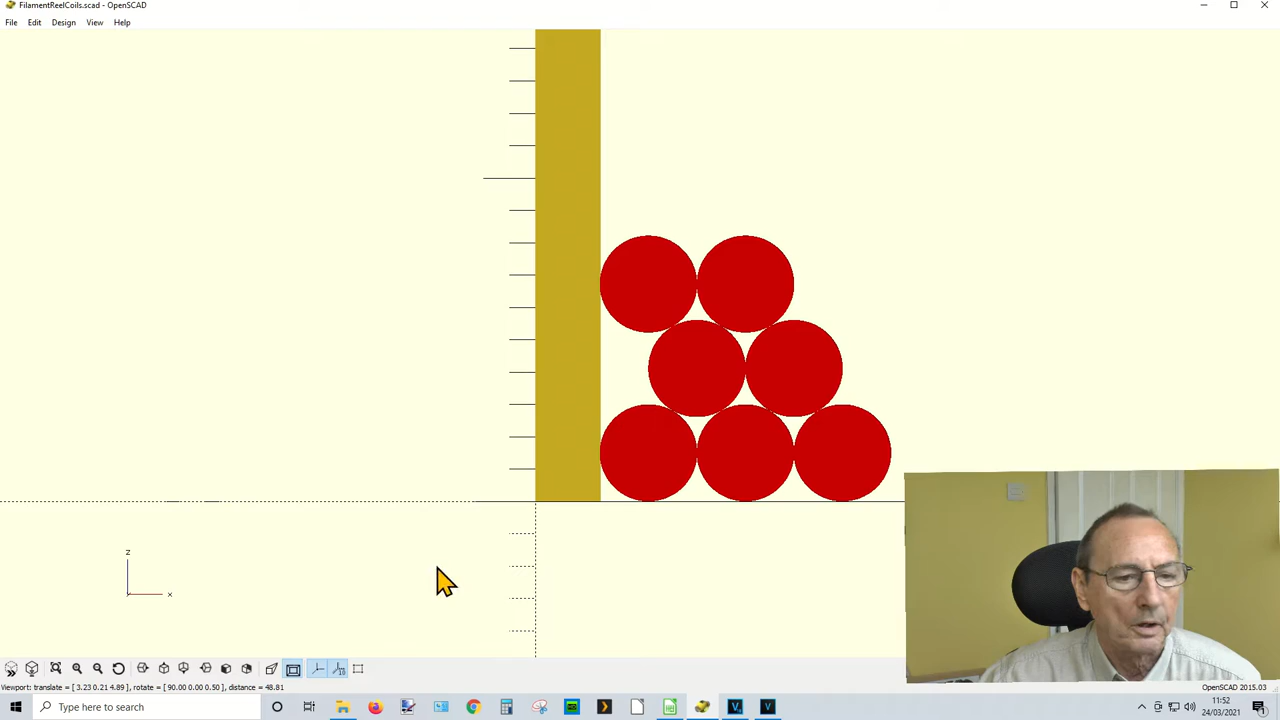 FilamentReelCoils.scad - OpenSCAD
File Edit Design View Help
z
x
10
Viewport: translate = [ 3.23 0.21 4.89 ], rotate = [ 90.00 0.00 0.50 ], distance = 48.81
OpenSCAD 2015.03
Type here to search
11:52
24/03/2021